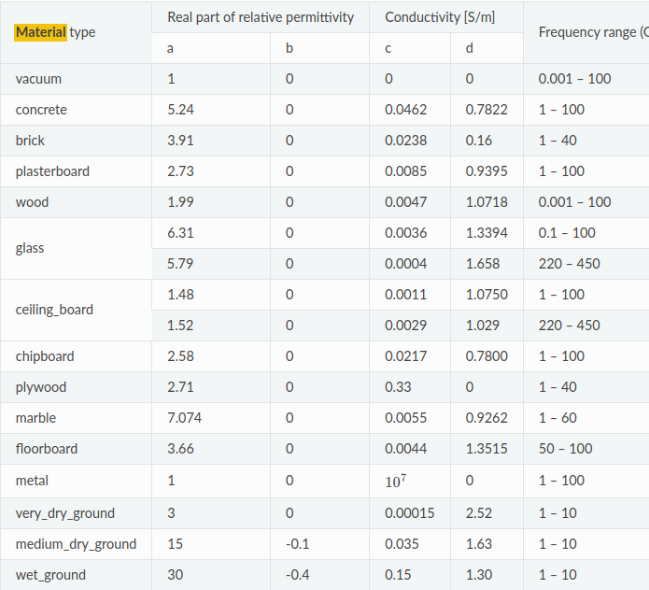 Material type Real part of relative permittivity Conductivity [S/m] Frequency range (
a b c d
vacuum 1 0 0 0 0.001 – 100
concrete 5.24 0 0.0462 0.7822 1 – 100
brick 3.91 0 0.0238 0.16 1 – 40
plasterboard 2.73 0 0.0085 0.9395 1 – 100
wood 1.99 0 0.0047 1.0718 0.001 – 100
glass 6.31 0 0.0036 1.3394 0.1 – 100
5.79 0 0.0004 1.658 220 – 450
ceiling_board 1.48 0 0.0011 1.0750 1 – 100
1.52 0 0.0029 1.029 220 – 450
chipboard 2.58 0 0.0217 0.7800 1 – 100
plywood 2.71 0 0.33 0 1 – 40
marble 7.074 0 0.0055 0.9262 1 – 60
floorboard 3.66 0 0.0044 1.3515 50 – 100
metal 1 0 10⁷ 0 1 – 100
very_dry_ground 3 0 0.00015 2.52 1 – 10
medium_dry_ground 15 -0.1 0.035 1.63 1 – 10
wet_ground 30 -0.4 0.15 1.30 1 – 10